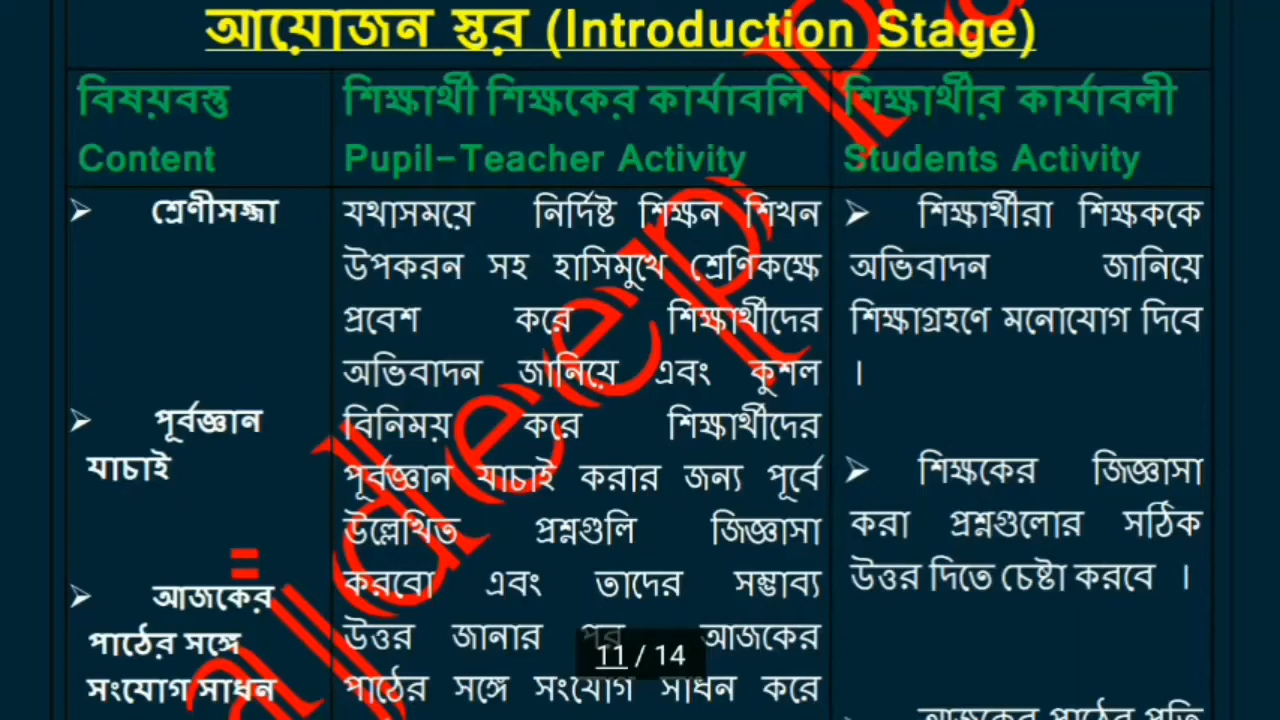 আয়োজন স্তর (Introduction Stage)
বিষয়বস্তু
Content
শিক্ষার্থী শিক্ষকের কার্যাবলি
Pupil-Teacher Activity
শিক্ষার্থীর কার্যাবলী
Students Activity
➢ শ্রেণীসজ্জা
➢ পূর্বজ্ঞান
যাচাই
➢ আজকের
পাঠের সঙ্গে
সংযোগ সাধন
যথাসময়ে নির্দিষ্ট শিক্ষন শিখন
উপকরন সহ হাসিমুখে শ্রেণিকক্ষে
প্রবেশ করে শিক্ষার্থীদের
অভিবাদন জানিয়ে এবং কুশল
বিনিময় করে শিক্ষার্থীদের
পূর্বজ্ঞান যাচাই করার জন্য পূর্বে
উল্লেখিত প্রশ্নগুলি জিজ্ঞাসা
করবো এবং তাদের সম্ভাব্য
উত্তর জানার পর আজকের
পাঠের সঙ্গে সংযোগ সাধন করে
➢ শিক্ষার্থীরা শিক্ষককে
অভিবাদন জানিয়ে
শিক্ষাগ্রহণে মনোযোগ দিবে
।
➢ শিক্ষকের জিজ্ঞাসা
করা প্রশ্নগুলোর সঠিক
উত্তর দিতে চেষ্টা করবে ।
➢ আজকের পাঠের প্রতি
11 / 14